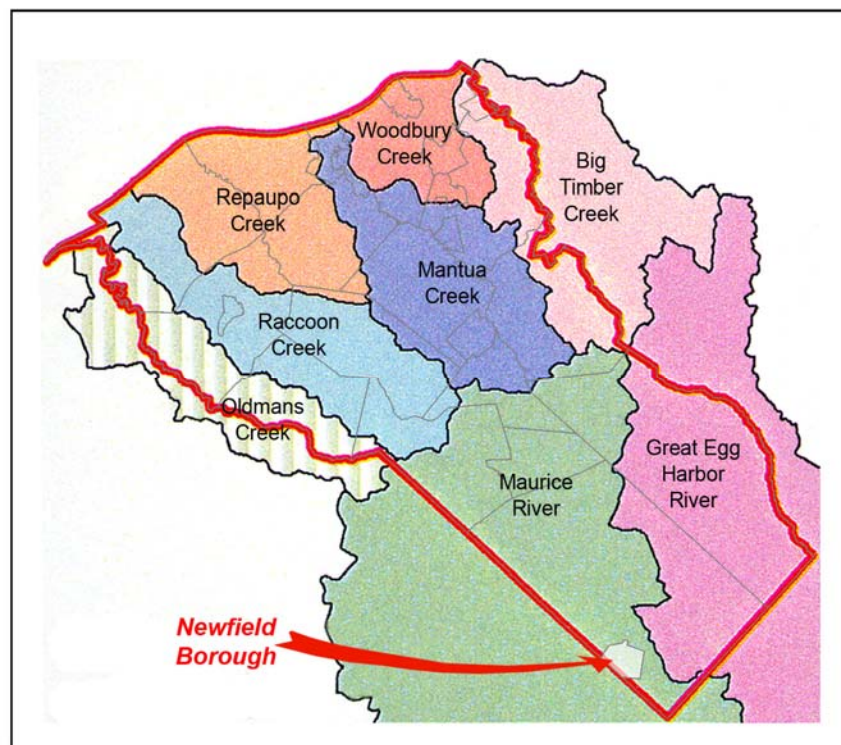 Woodbury
Creek
Big
Timber
Creek
Repaupo
Creek
Mantua
Creek
Raccoon
Creek
Oldmans
Creek
Great Egg
Harbor
River
Maurice
River
Newfield
Borough